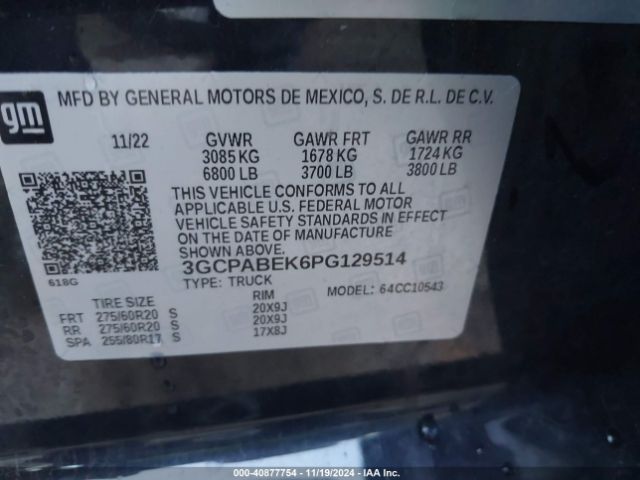 gm
MFD BY GENERAL MOTORS DE MEXICO, S. DE R.L. DE C.V.
11/22 GVWR GAWR FRT GAWR RR
3085 KG 1678 KG 1724 KG
6800 LB 3700 LB 3800 LB
THIS VEHICLE CONFORMS TO ALL
APPLICABLE U.S. FEDERAL MOTOR
VEHICLE SAFETY STANDARDS IN EFFECT
ON THE DATE OF MANUFACTURE
SHOWN ABOVE.
3GCPABEK6PG129514
618G
TYPE: TRUCK MODEL: 64CC10543
TIRE SIZE RIM
FRT 275/60R20 S 20X9J
RR 275/60R20 S 20X9J
SPA 255/80R17 S 17X8J
000-40877754 - 11/19/2024 - IAA Inc.